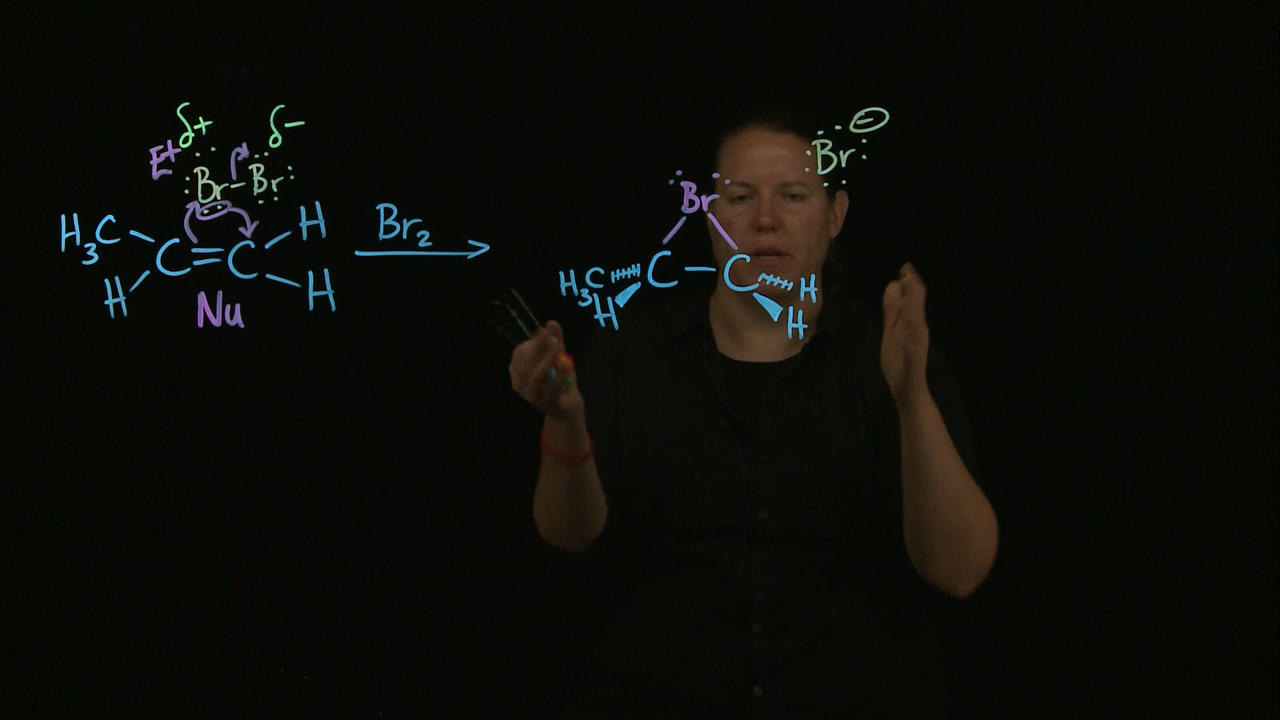 δ+ δ-
E+ Br-Br
H3C C=C H
H H
Nu
Br2
Br -
Br
H3C C-C H
H H